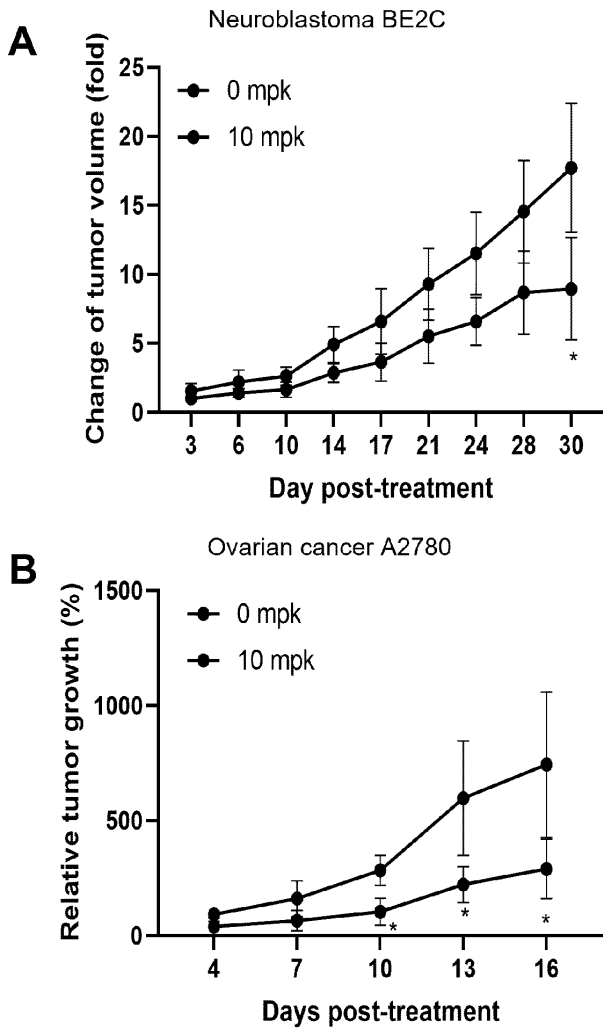 Neuroblastoma BE2C
A
Change of tumor volume (fold)
25
20
15
10
5
0
0 mpk
10 mpk
*
3 6 10 14 17 21 24 28 30
Day post-treatment
Ovarian cancer A2780
B
Relative tumor growth (%)
1500
1000
500
0
0 mpk
10 mpk
* * *
4 7 10 13 16
Days post-treatment